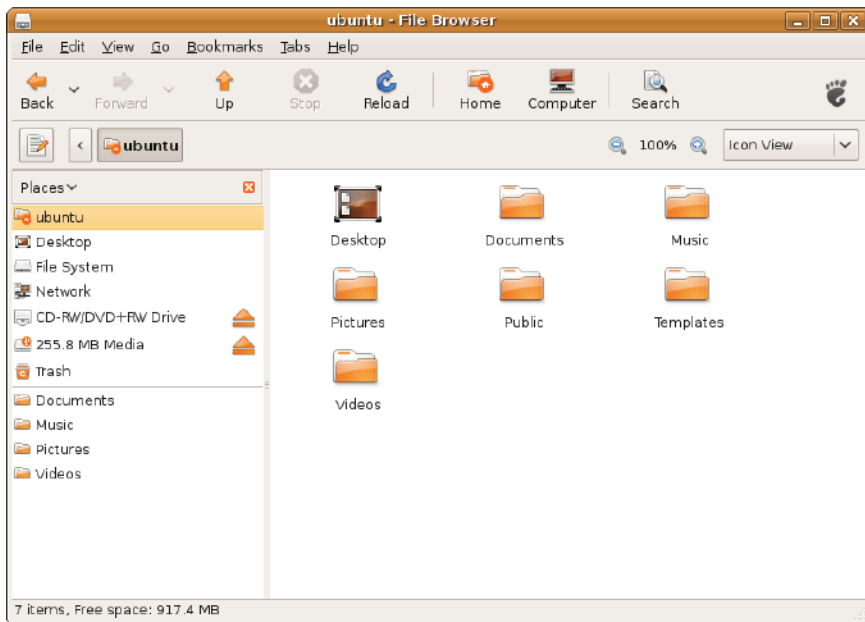 ubuntu - File Browser
File Edit View Go Bookmarks Tabs Help
Back Forward Up Stop Reload Home Computer Search
ubuntu 100% Icon View
Places
ubuntu
Desktop
File System
Network
CD-RW/DVD+RW Drive
255.8 MB Media
Trash
Documents
Music
Pictures
Videos
Desktop Documents Music
Pictures Public Templates
Videos
7 items, Free space: 917.4 MB